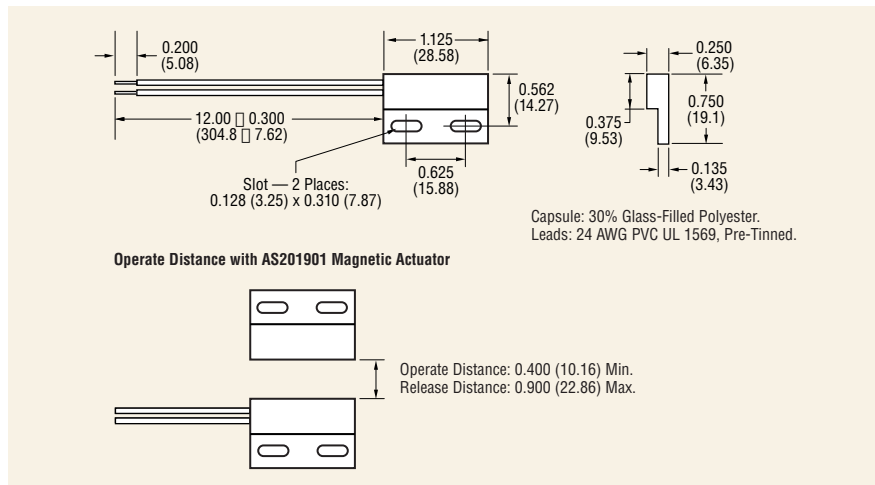 0.200
(5.08)
1.125
(28.58)
0.562
(14.27)
12.00 □ 0.300
(304.8 □ 7.62)
0.625
(15.88)
Slot — 2 Places:
0.128 (3.25) x 0.310 (7.87)
0.250
(6.35)
0.375
(9.53)
0.750
(19.1)
0.135
(3.43)
Capsule: 30% Glass-Filled Polyester.
Leads: 24 AWG PVC UL 1569, Pre-Tinned.
Operate Distance with AS201901 Magnetic Actuator
Operate Distance: 0.400 (10.16) Min.
Release Distance: 0.900 (22.86) Max.